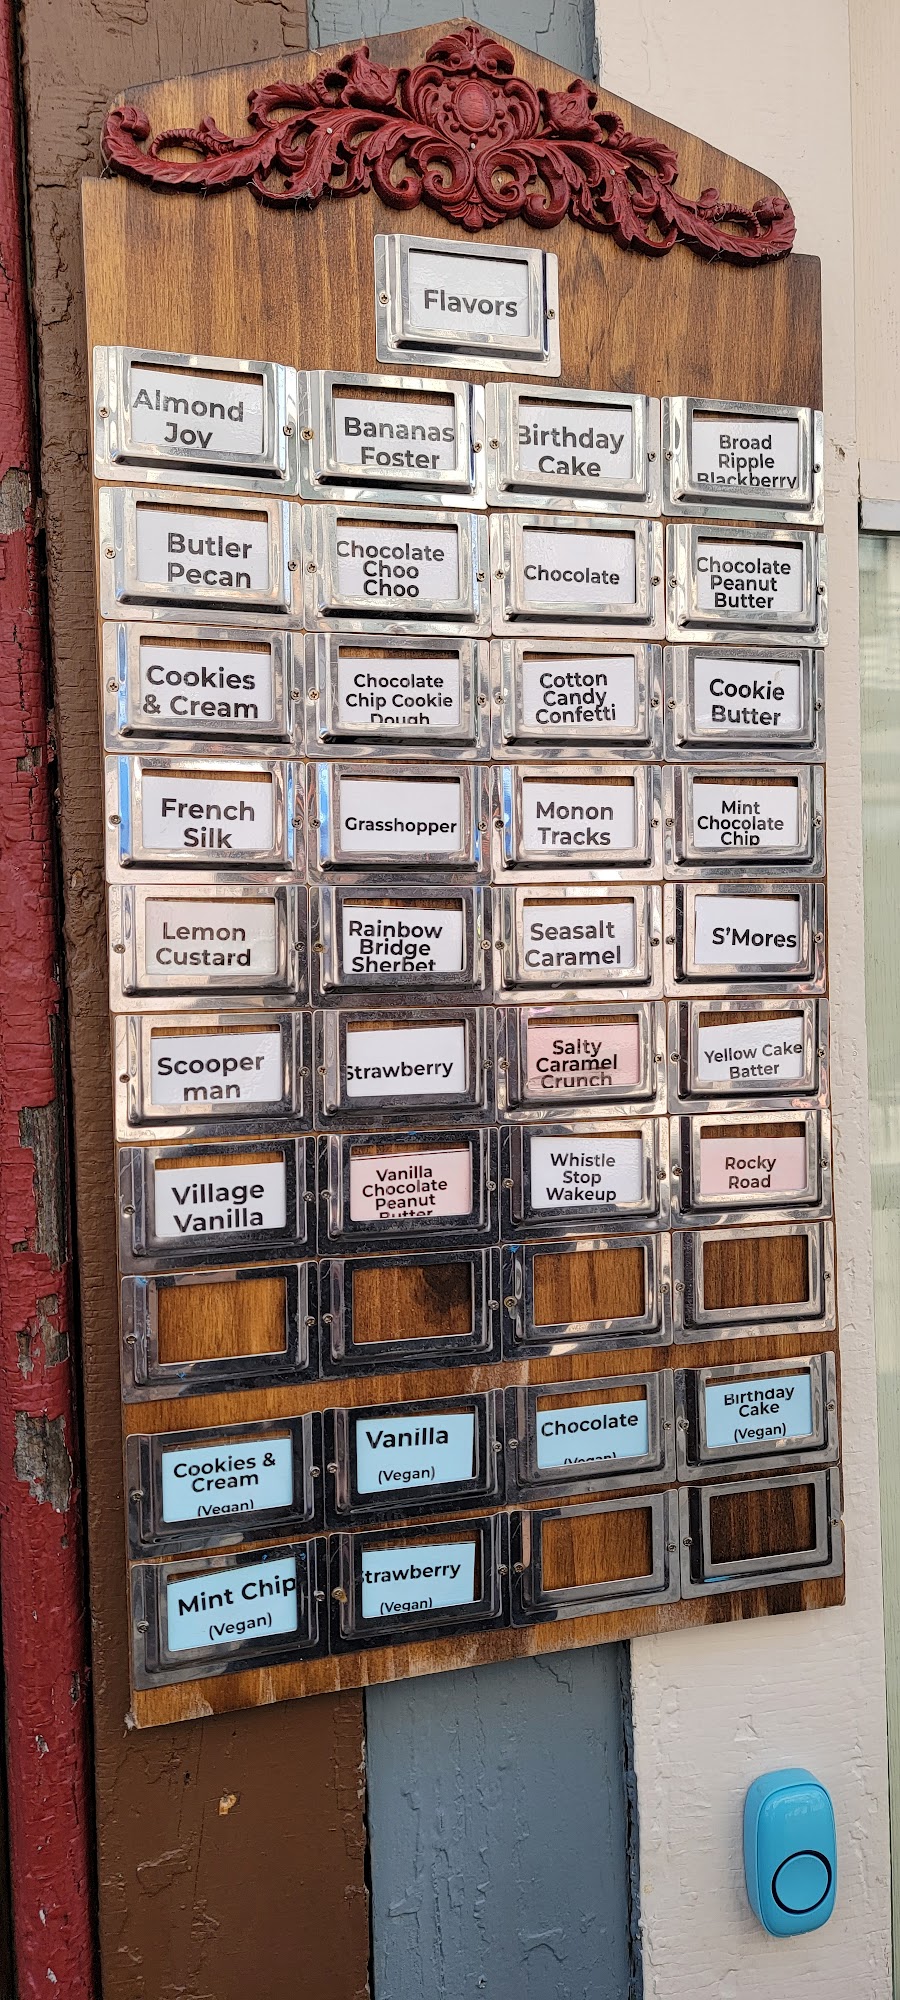 Flavors
Almond
Joy
Bananas
Foster
Birthday
Cake
Broad
Ripple
Blackberry
Butler
Pecan
Chocolate
Choo
Choo
Chocolate
Chocolate
Peanut
Butter
Cookies
& Cream
Chocolate
Chip Cookie
Dough
Cotton
Candy
Confetti
Cookie
Butter
French
Silk
Grasshopper
Monon
Tracks
Mint
Chocolate
Chip
Lemon
Custard
Rainbow
Bridge
Sherbet
Seasalt
Caramel
S'Mores
Scooper
man
Strawberry
Salty
Caramel
Crunch
Yellow Cake
Batter
Village
Vanilla
Vanilla
Chocolate
Peanut
Butter
Whistle
Stop
Wakeup
Rocky
Road
Cookies &
Cream
(Vegan)
Vanilla
(Vegan)
Chocolate
(Vegan)
Birthday
Cake
(Vegan)
Mint Chip
(Vegan)
Strawberry
(Vegan)